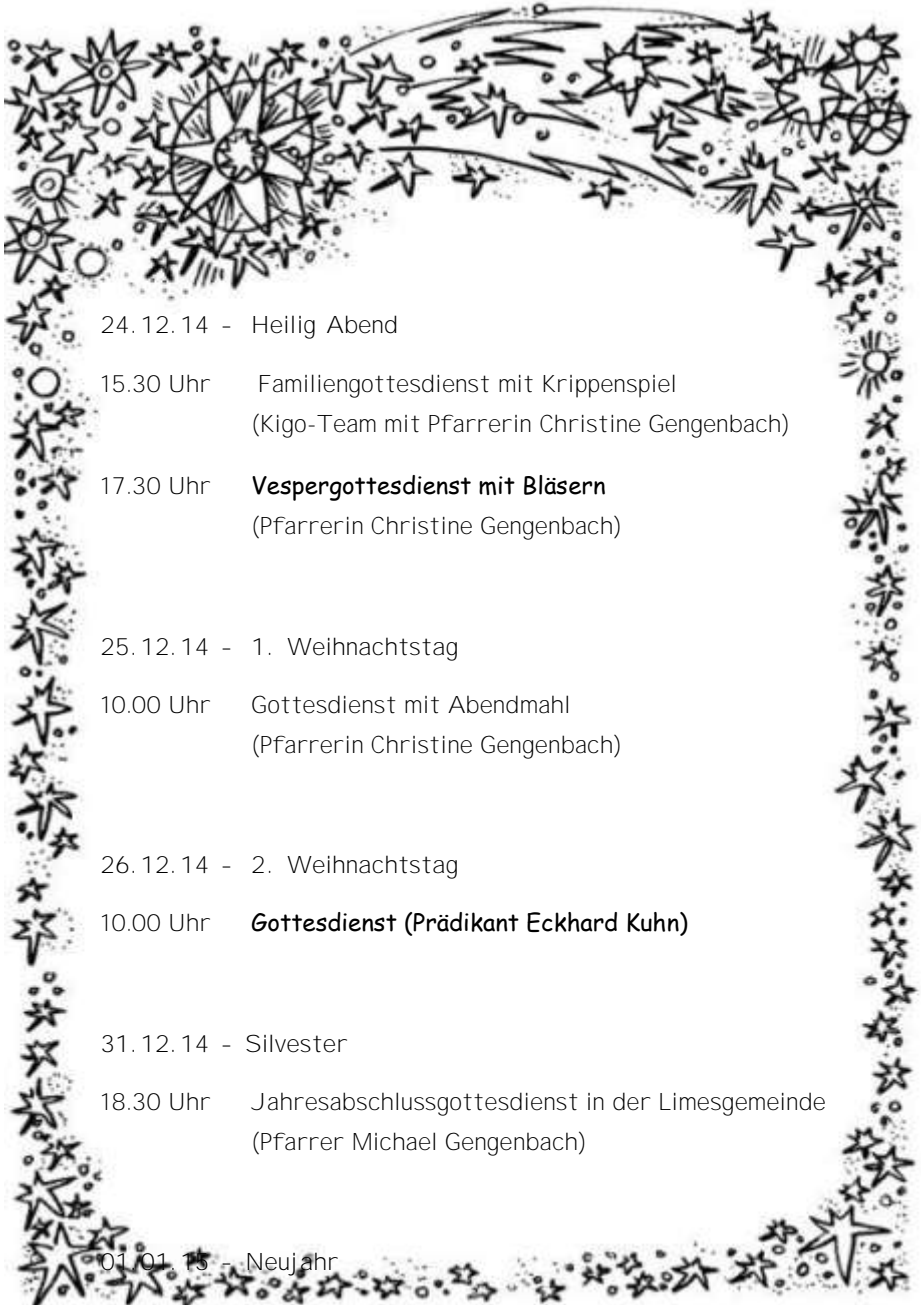 24.12.14 - Heilig Abend
15.30 Uhr Familiengottesdienst mit Krippenspiel
(Kigo-Team mit Pfarrerin Christine Gengenbach)
17.30 Uhr Vespergottesdienst mit Bläsern
(Pfarrerin Christine Gengenbach)
25.12.14 - 1. Weihnachtstag
10.00 Uhr Gottesdienst mit Abendmahl
(Pfarrerin Christine Gengenbach)
26.12.14 - 2. Weihnachtstag
10.00 Uhr Gottesdienst (Prädikant Eckhard Kuhn)
31.12.14 - Silvester
18.30 Uhr Jahresabschlussgottesdienst in der Limesgemeinde
(Pfarrer Michael Gengenbach)
01.01.15 - Neujahr